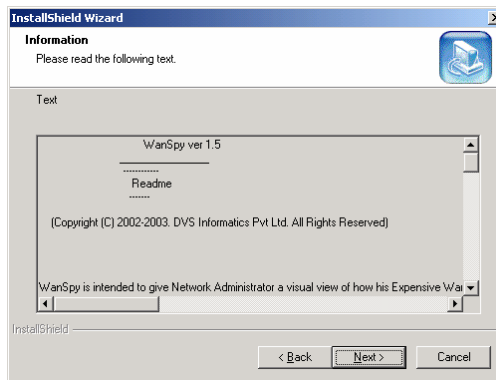 InstallShield Wizard
Information
Please read the following text.
Text
WanSpy ver 1.5
------------
Readme
-------
(Copyright (C) 2002-2003. DVS Informatics Pvt Ltd. All Rights Reserved)
WanSpy is intended to give Network Administrator a visual view of how his Expensive
InstallShield
< Back
Next >
Cancel